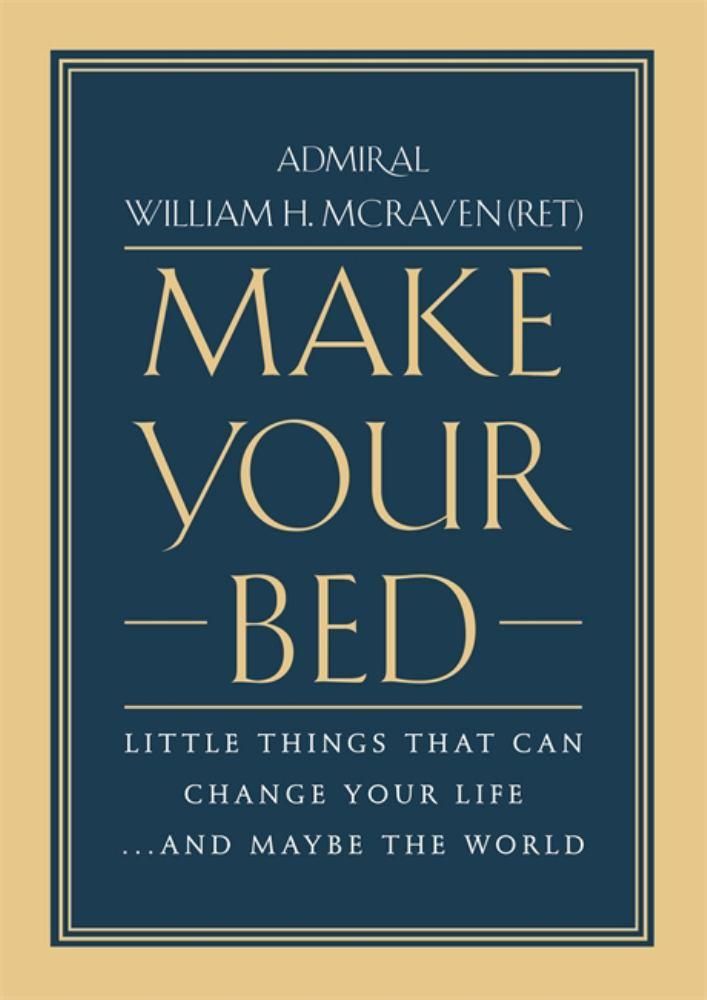 ADMIRAL
WILLIAM H. MCRAVEN (RET)
MAKE
YOUR
BED
LITTLE THINGS THAT CAN
CHANGE YOUR LIFE
...AND MAYBE THE WORLD